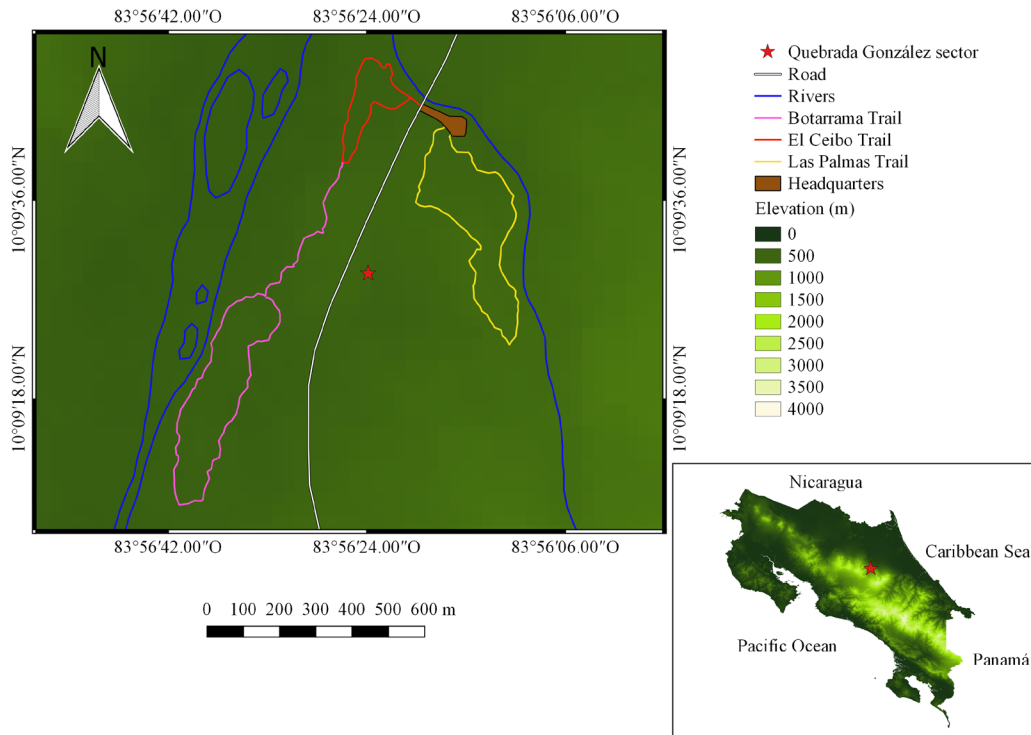 83°56'42.00"O 83°56'24.00"O 83°56'06.00"O
N
10°09'36.00"N
10°09'18.00"N
10°09'36.00"N
10°09'18.00"N
83°56'42.00"O 83°56'24.00"O 83°56'06.00"O
0 100 200 300 400 500 600 m
Quebrada González sector
Road
Rivers
Botarrama Trail
El Ceibo Trail
Las Palmas Trail
Headquarters
Elevation (m)
0
500
1000
1500
2000
2500
3000
3500
4000
Nicaragua
Caribbean Sea
Pacific Ocean
Panamá